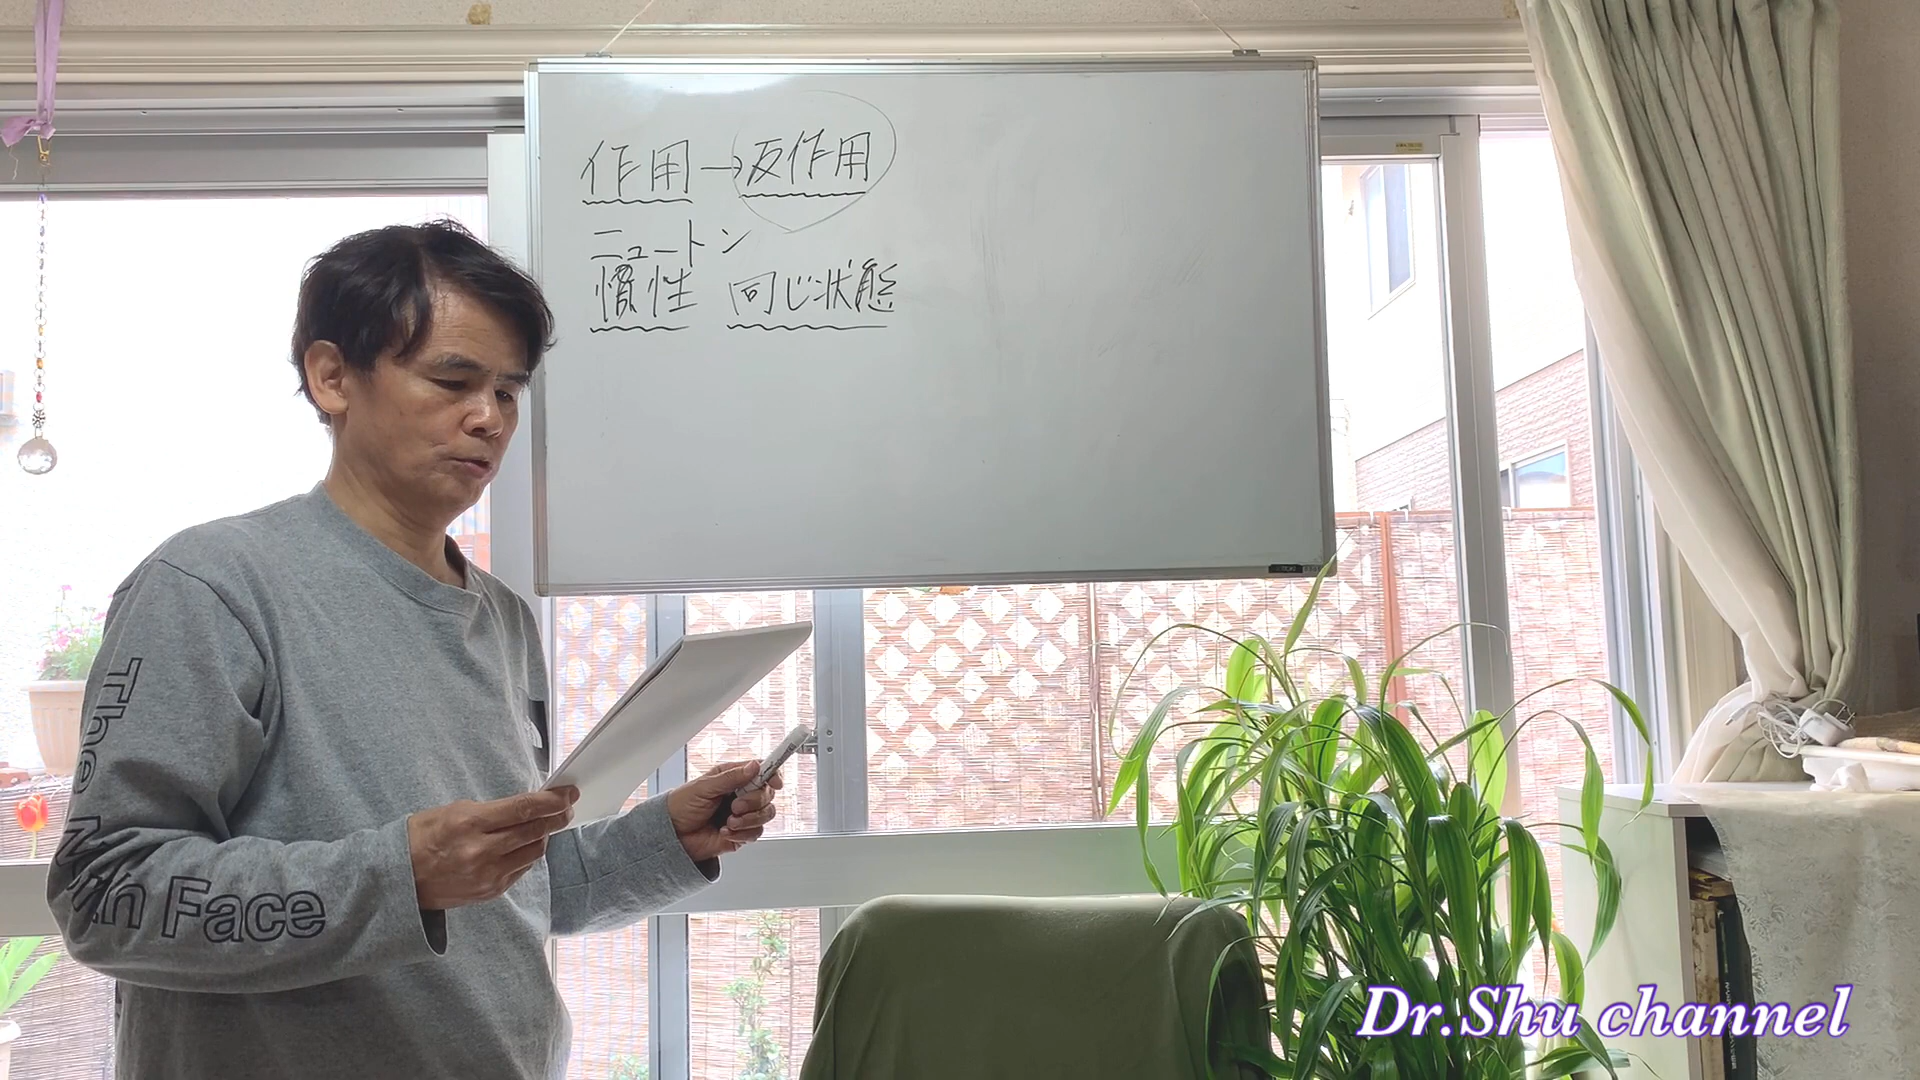 作用→反作用
ニュートン
慣性 同じ状態
The North Face
Dr.Shu channel